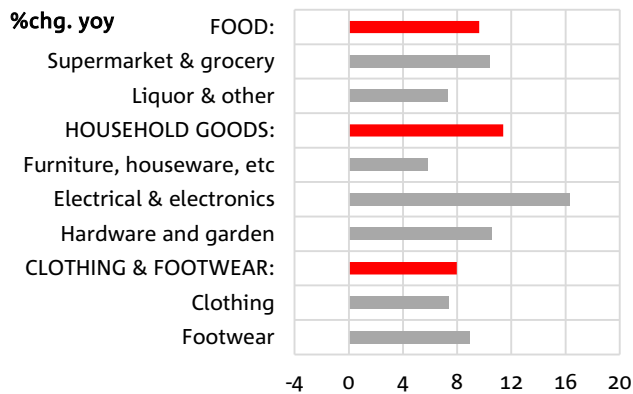 %chg. yoy
FOOD:
Supermarket & grocery
Liquor & other
HOUSEHOLD GOODS:
Furniture, houseware, etc
Electrical & electronics
Hardware and garden
CLOTHING & FOOTWEAR:
Clothing
Footwear
-4 0 4 8 12 16 20